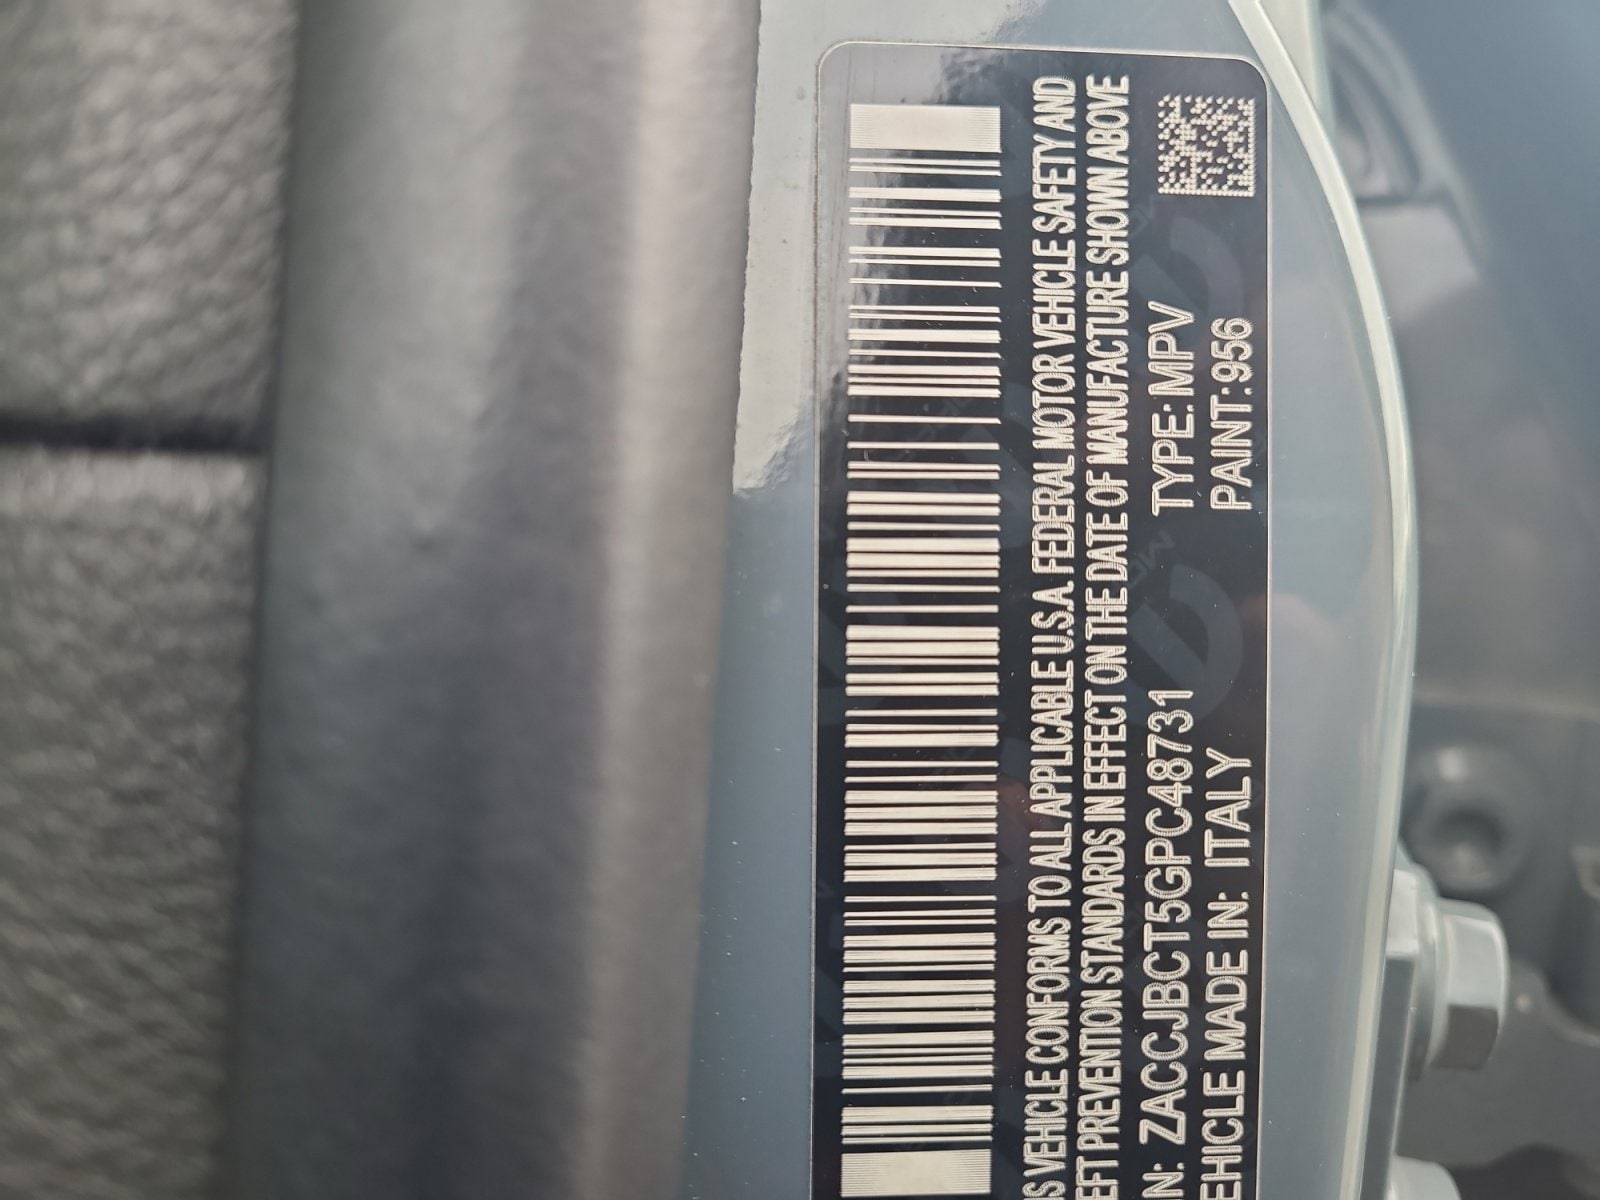 IS VEHICLE CONFORMS TO ALL APPLICABLE U.S.A. FEDERAL MOTOR VEHICLE SAFETY AND
EFT PREVENTION STANDARDS IN EFFECT ON THE DATE OF MANUFACTURE SHOWN ABOVE
N: ZACCJBCT5GPC48731 TYPE: MPV
EHICLE MADE IN: ITALY PAINT: 956